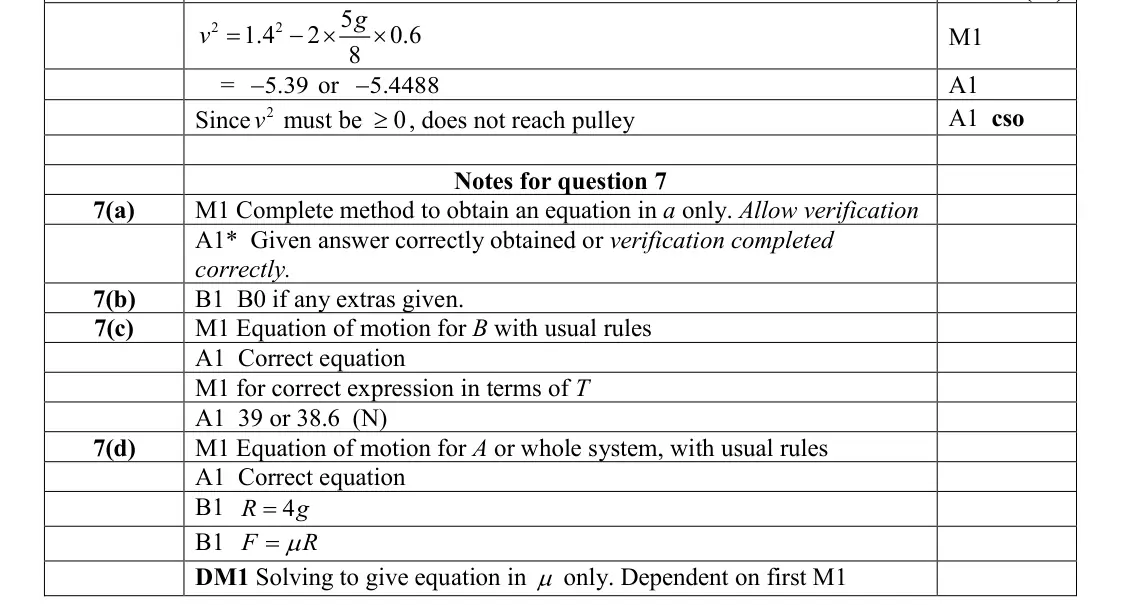 v² = 1.4² − 2 × 5g/8 × 0.6 M1
= –5.39 or –5.4488 A1
Since v² must be ≥ 0, does not reach pulley A1 cso
Notes for question 7
7(a) M1 Complete method to obtain an equation in a only. Allow verification
A1* Given answer correctly obtained or verification completed
correctly.
7(b) B1 B0 if any extras given.
7(c) M1 Equation of motion for B with usual rules
A1 Correct equation
M1 for correct expression in terms of T
A1 39 or 38.6 (N)
7(d) M1 Equation of motion for A or whole system, with usual rules
A1 Correct equation
B1 R = 4g
B1 F = μR
DM1 Solving to give equation in μ only. Dependent on first M1